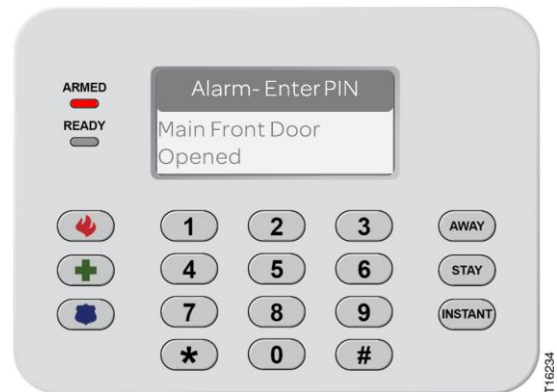 ARMED
READY
Alarm- Enter PIN
Main Front Door
Opened
1 2 3 AWAY
4 5 6 STAY
7 8 9 INSTANT
* 0 #
T16234